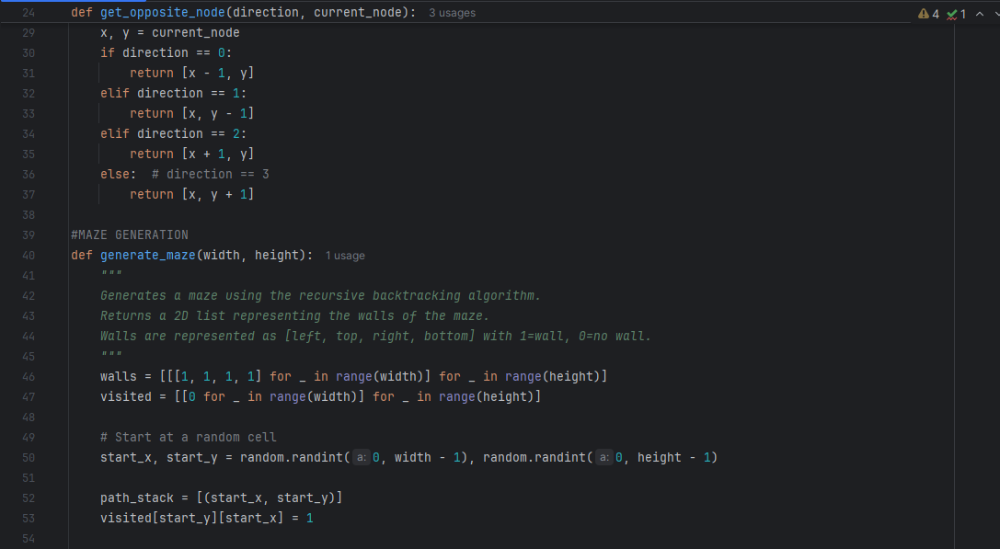 24 def get_opposite_node(direction, current_node): 3 usages 4 1
29 x, y = current_node
30 if direction == 0:
31 return [x - 1, y]
32 elif direction == 1:
33 return [x, y - 1]
34 elif direction == 2:
35 return [x + 1, y]
36 else: # direction == 3
37 return [x, y + 1]
38
39 #MAZE GENERATION
40 def generate_maze(width, height): 1 usage
41 """
42 Generates a maze using the recursive backtracking algorithm.
43 Returns a 2D list representing the walls of the maze.
44 Walls are represented as [left, top, right, bottom] with 1=wall, 0=no wall.
45 """
46 walls = [[[1, 1, 1, 1] for _ in range(width)] for _ in range(height)]
47 visited = [[0 for _ in range(width)] for _ in range(height)]
48
49 # Start at a random cell
50 start_x, start_y = random.randint( a: 0, width - 1), random.randint( a: 0, height - 1)
51
52 path_stack = [(start_x, start_y)]
53 visited[start_y][start_x] = 1
54